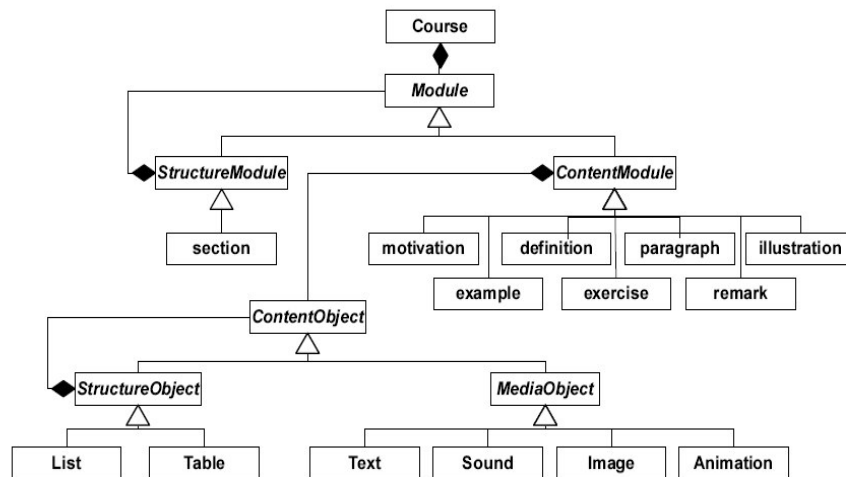 Course
Module
StructureModule
ContentModule
section
motivation
definition
paragraph
illustration
example
exercise
remark
ContentObject
StructureObject
MediaObject
List
Table
Text
Sound
Image
Animation